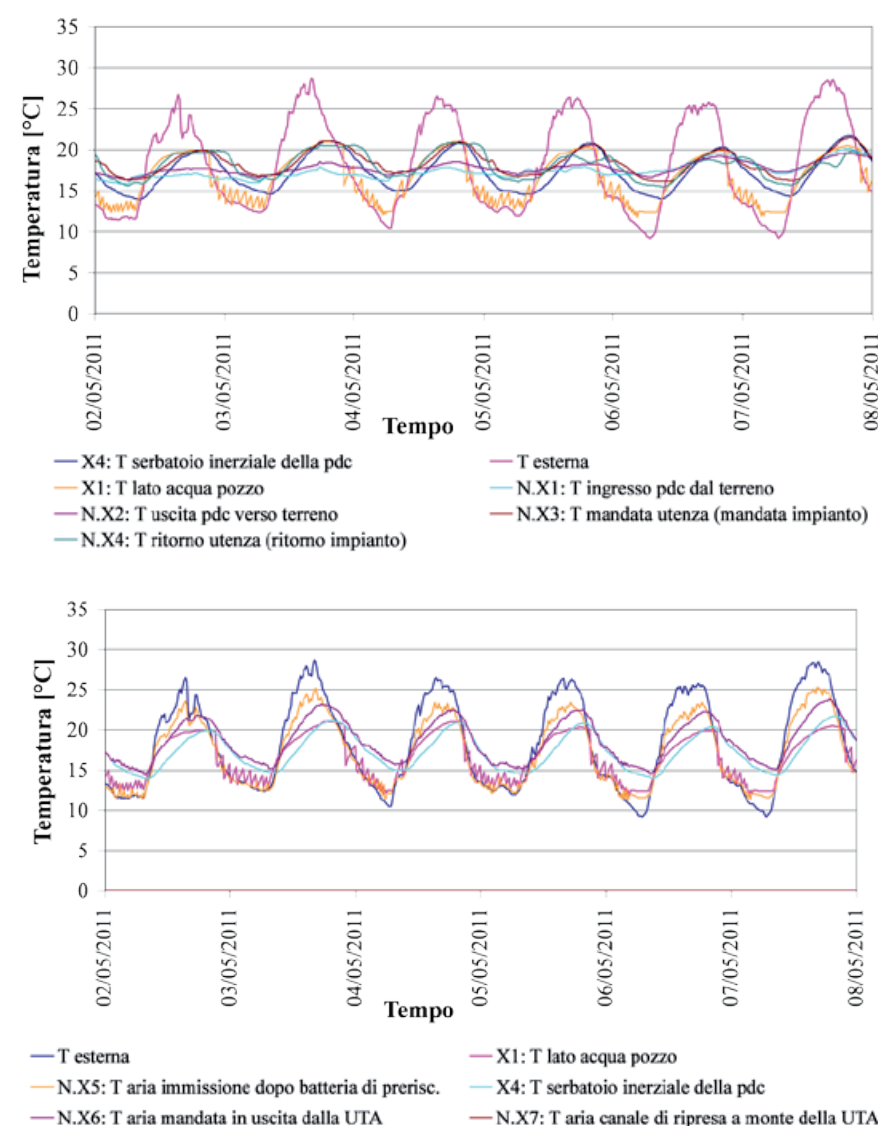 35
30
25
20
15
10
5
0
Temperatura [°C]
02/05/2011
03/05/2011
04/05/2011
05/05/2011
06/05/2011
07/05/2011
08/05/2011
Tempo
X4: T serbatoio inerziale della pdc
T esterna
X1: T lato acqua pozzo
N.X1: T ingresso pdc dal terreno
N.X2: T uscita pdc verso terreno
N.X3: T mandata utenza (mandata impianto)
N.X4: T ritorno utenza (ritorno impianto)
35
30
25
20
15
10
5
0
Temperatura [°C]
02/05/2011
03/05/2011
04/05/2011
05/05/2011
06/05/2011
07/05/2011
08/05/2011
Tempo
T esterna
X1: T lato acqua pozzo
N.X5: T aria immissione dopo batteria di prerisc.
X4: T serbatoio inerziale della pdc
N.X6: T aria mandata in uscita dalla UTA
N.X7: T aria canale di ripresa a monte della UTA